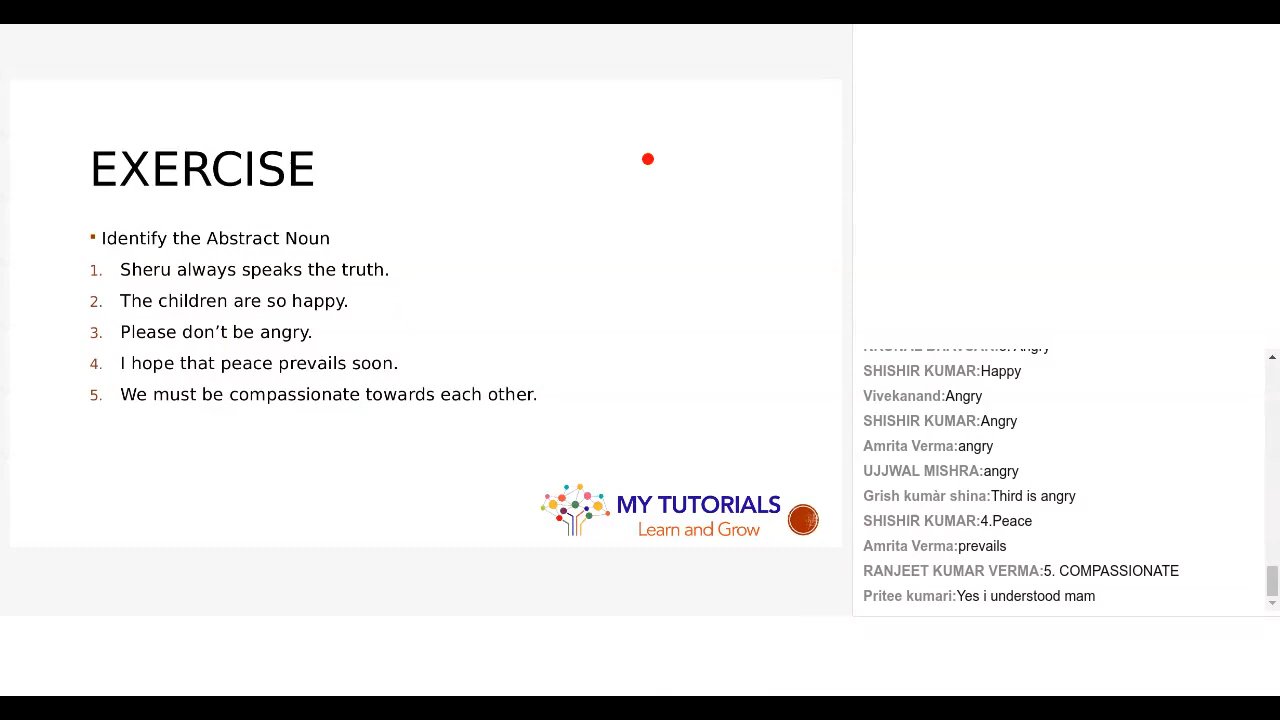 EXERCISE
▪ Identify the Abstract Noun
1. Sheru always speaks the truth.
2. The children are so happy.
3. Please don’t be angry.
4. I hope that peace prevails soon.
5. We must be compassionate towards each other.
MY TUTORIALS
Learn and Grow
SHISHIR KUMAR:Happy
Vivekanand:Angry
SHISHIR KUMAR:Angry
Amrita Verma:angry
UJJWAL MISHRA:angry
Grish kumàr shina:Third is angry
SHISHIR KUMAR:4.Peace
Amrita Verma:prevails
RANJEET KUMAR VERMA:5. COMPASSIONATE
Pritee kumari:Yes i understood mam